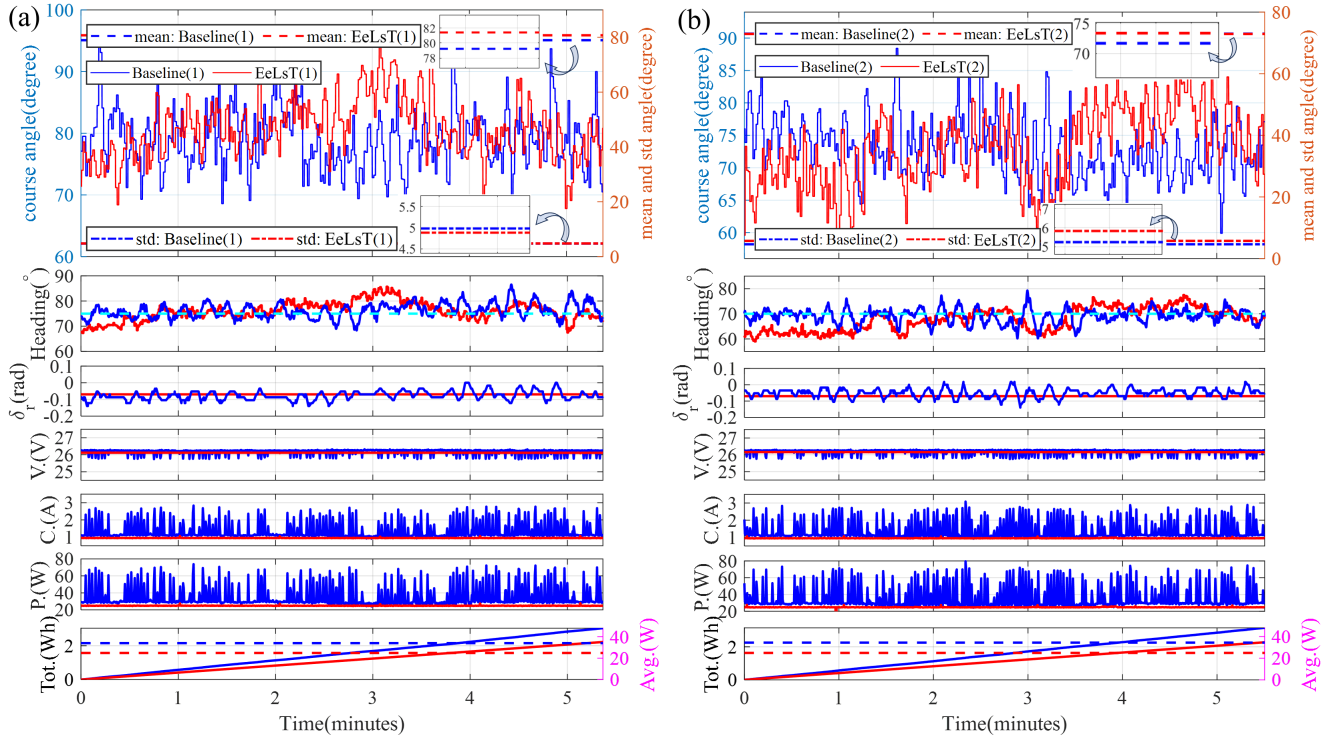 (a)
100
90
80
70
60
course angle(degree)
mean: Baseline(1) mean: EeLsT(1)
Baseline(1) EeLsT(1)
std: Baseline(1) std: EeLsT(1)
82
80
78
5.5
5
4.5
80
60
40
20
0
mean and std angle(degree)
90
80
70
60
Heading(°
0.1
0
-0.1
-0.2
δr(rad)
27
26
25
V.(V)
3
2
1
C.(A)
80
60
40
20
P.(W)
2
0
Tot.(Wh)
40
20
0
Avg.(W)
0 1 2 3 4 5
Time(minutes)
(b)
90
85
80
75
70
65
60
course angle(degree)
mean: Baseline(2) mean: EeLsT(2)
Baseline(2) EeLsT(2)
std: Baseline(2) std: EeLsT(2)
75
70
7
6
5
80
60
40
20
0
mean and std angle(degree)
80
70
60
Heading(°
0.1
0
-0.1
-0.2
δr(rad)
27
26
25
V.(V)
3
2
1
C.(A)
80
60
40
20
P.(W)
2
0
Tot.(Wh)
40
20
0
Avg.(W)
0 1 2 3 4 5
Time(minutes)